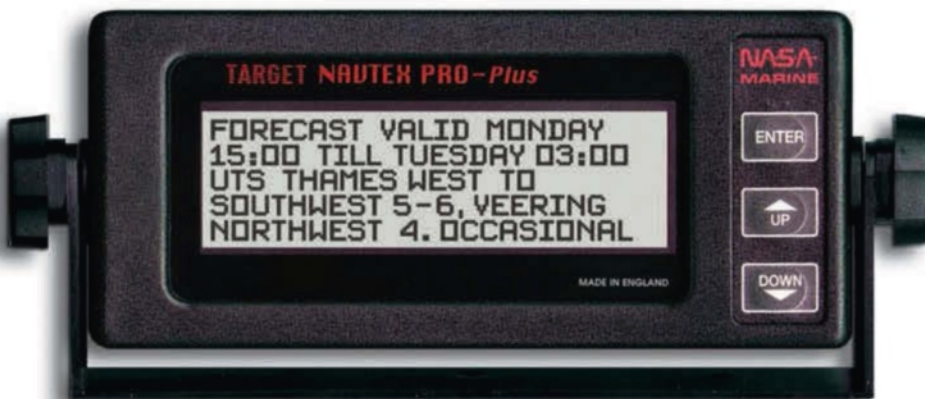 TARGET NAVTEX PRO-Plus
NASA
MARINE
FORECAST VALID MONDAY
15:00 TILL TUESDAY 03:00
UTS THAMES WEST TO
SOUTHWEST 5-6, VEERING
NORTHWEST 4. OCCASIONAL
ENTER
UP
DOWN
MADE IN ENGLAND